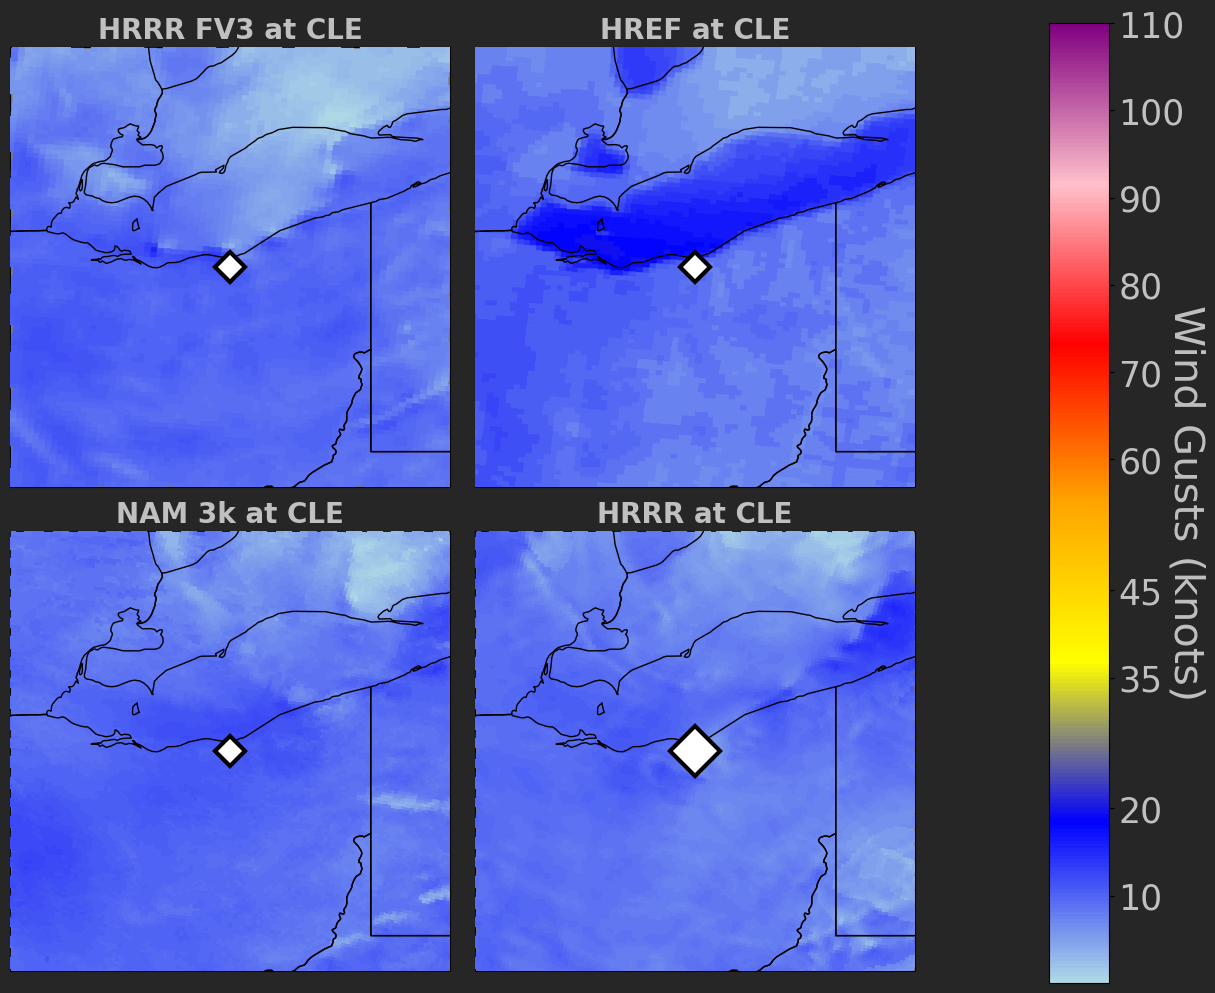 HRRR FV3 at CLE
HREF at CLE
NAM 3k at CLE
HRRR at CLE
110
100
90
80
70
60
45
35
20
10
Wind Gusts (knots)